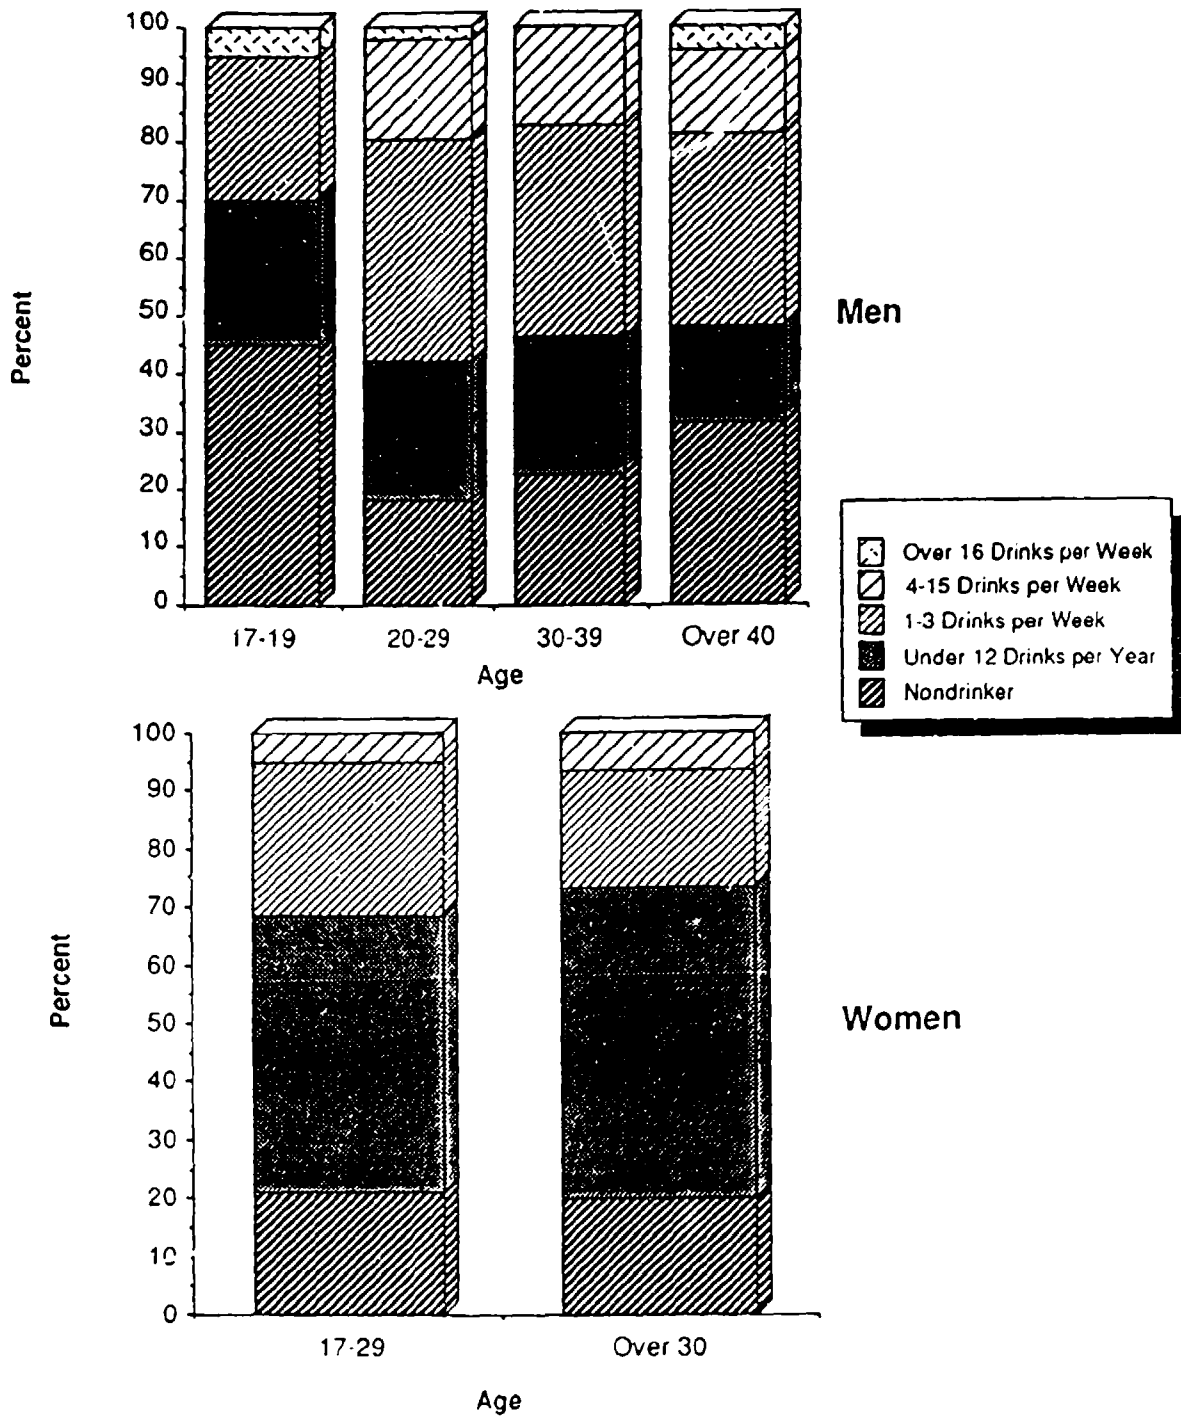 100
90
80
70
60
50
40
30
20
10
0
Percent
17-19 20-29 30-39 Over 40
Age
Men
Over 16 Drinks per Week
4-15 Drinks per Week
1-3 Drinks per Week
Under 12 Drinks per Year
Nondrinker
100
90
80
70
60
50
40
30
20
10
0
Percent
17-29 Over 30
Age
Women